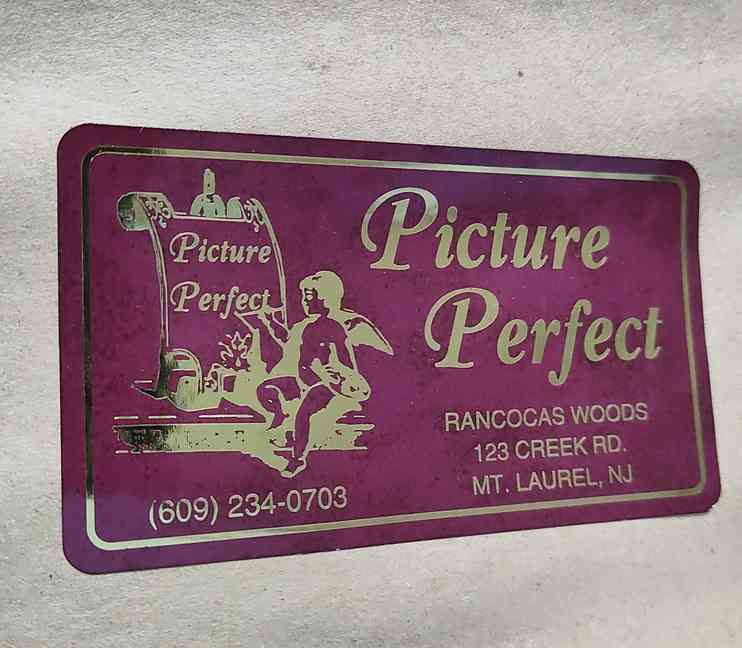 Picture
Perfect
Picture
Perfect
RANCOCAS WOODS
123 CREEK RD.
MT. LAUREL, NJ
(609) 234-0703